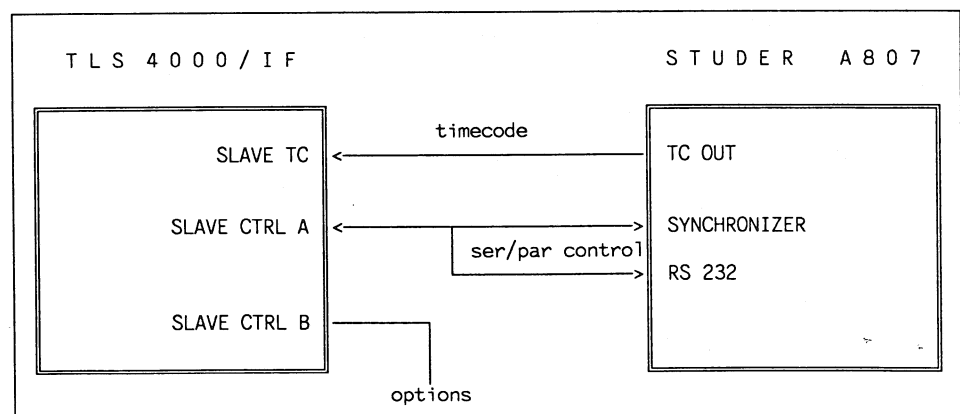 TLS 4000/IF
STUDER A807
timecode
SLAVE TC
TC OUT
SLAVE CTRL A
SYNCHRONIZER
ser/par control
RS 232
SLAVE CTRL B
options